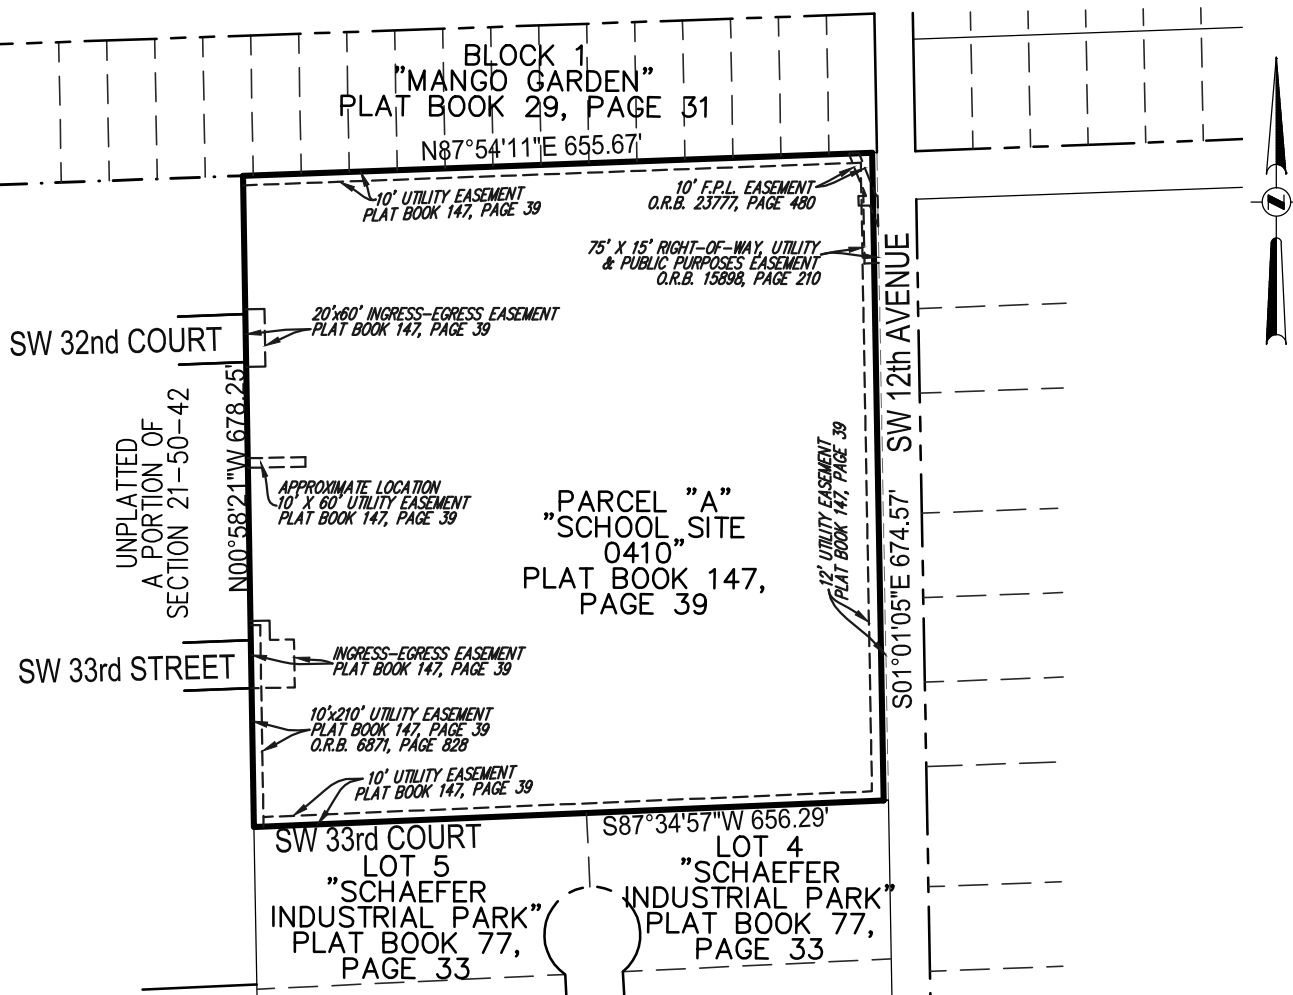 BLOCK 1
"MANGO GARDEN"
PLAT BOOK 29, PAGE 31
N87°54'11"E 655.67'
10' UTILITY EASEMENT
PLAT BOOK 147, PAGE 39
10' F.P.L. EASEMENT
O.R.B. 23777, PAGE 480
75' X 15' RIGHT-OF-WAY, UTILITY
& PUBLIC PURPOSES EASEMENT
O.R.B. 15898, PAGE 210
20'x60' INGRESS-EGRESS EASEMENT
PLAT BOOK 147, PAGE 39
SW 32nd COURT
SW 12th AVENUE
UNPLATTED
A PORTION OF
SECTION 21-50-42
N00°58'21"W 678.25'
APPROXIMATE LOCATION
10' X 60' UTILITY EASEMENT
PLAT BOOK 147, PAGE 39
PARCEL "A"
"SCHOOL SITE
0410"
PLAT BOOK 147,
PAGE 39
12' UTILITY EASEMENT
PLAT BOOK 147, PAGE 39
S01°01'05"E 674.57'
SW 33rd STREET
INGRESS-EGRESS EASEMENT
PLAT BOOK 147, PAGE 39
10'x210' UTILITY EASEMENT
PLAT BOOK 147, PAGE 39
O.R.B. 6871, PAGE 828
10' UTILITY EASEMENT
PLAT BOOK 147, PAGE 39
S87°34'57"W 656.29'
SW 33rd COURT
LOT 5
"SCHAEFER
INDUSTRIAL PARK"
PLAT BOOK 77,
PAGE 33
LOT 4
"SCHAEFER
INDUSTRIAL PARK"
PLAT BOOK 77,
PAGE 33
N